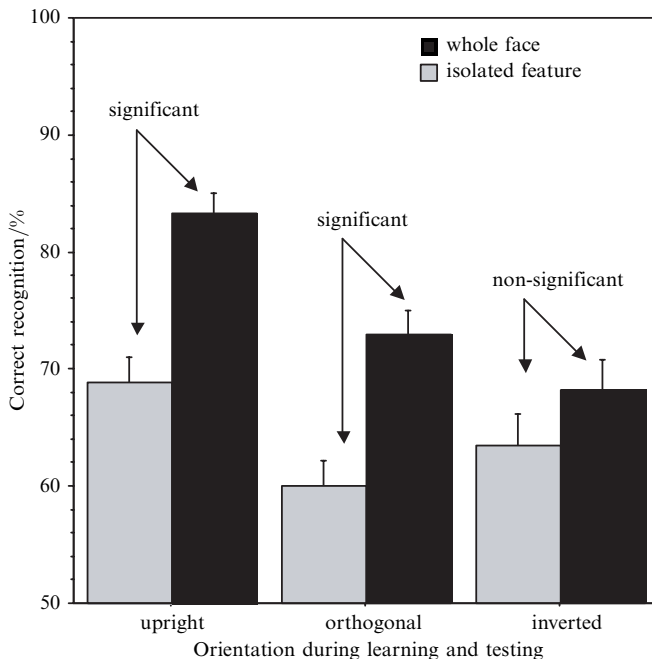 100
90
80
70
60
50
Correct recognition/%
whole face
isolated feature
significant
significant
non-significant
upright
orthogonal
inverted
Orientation during learning and testing